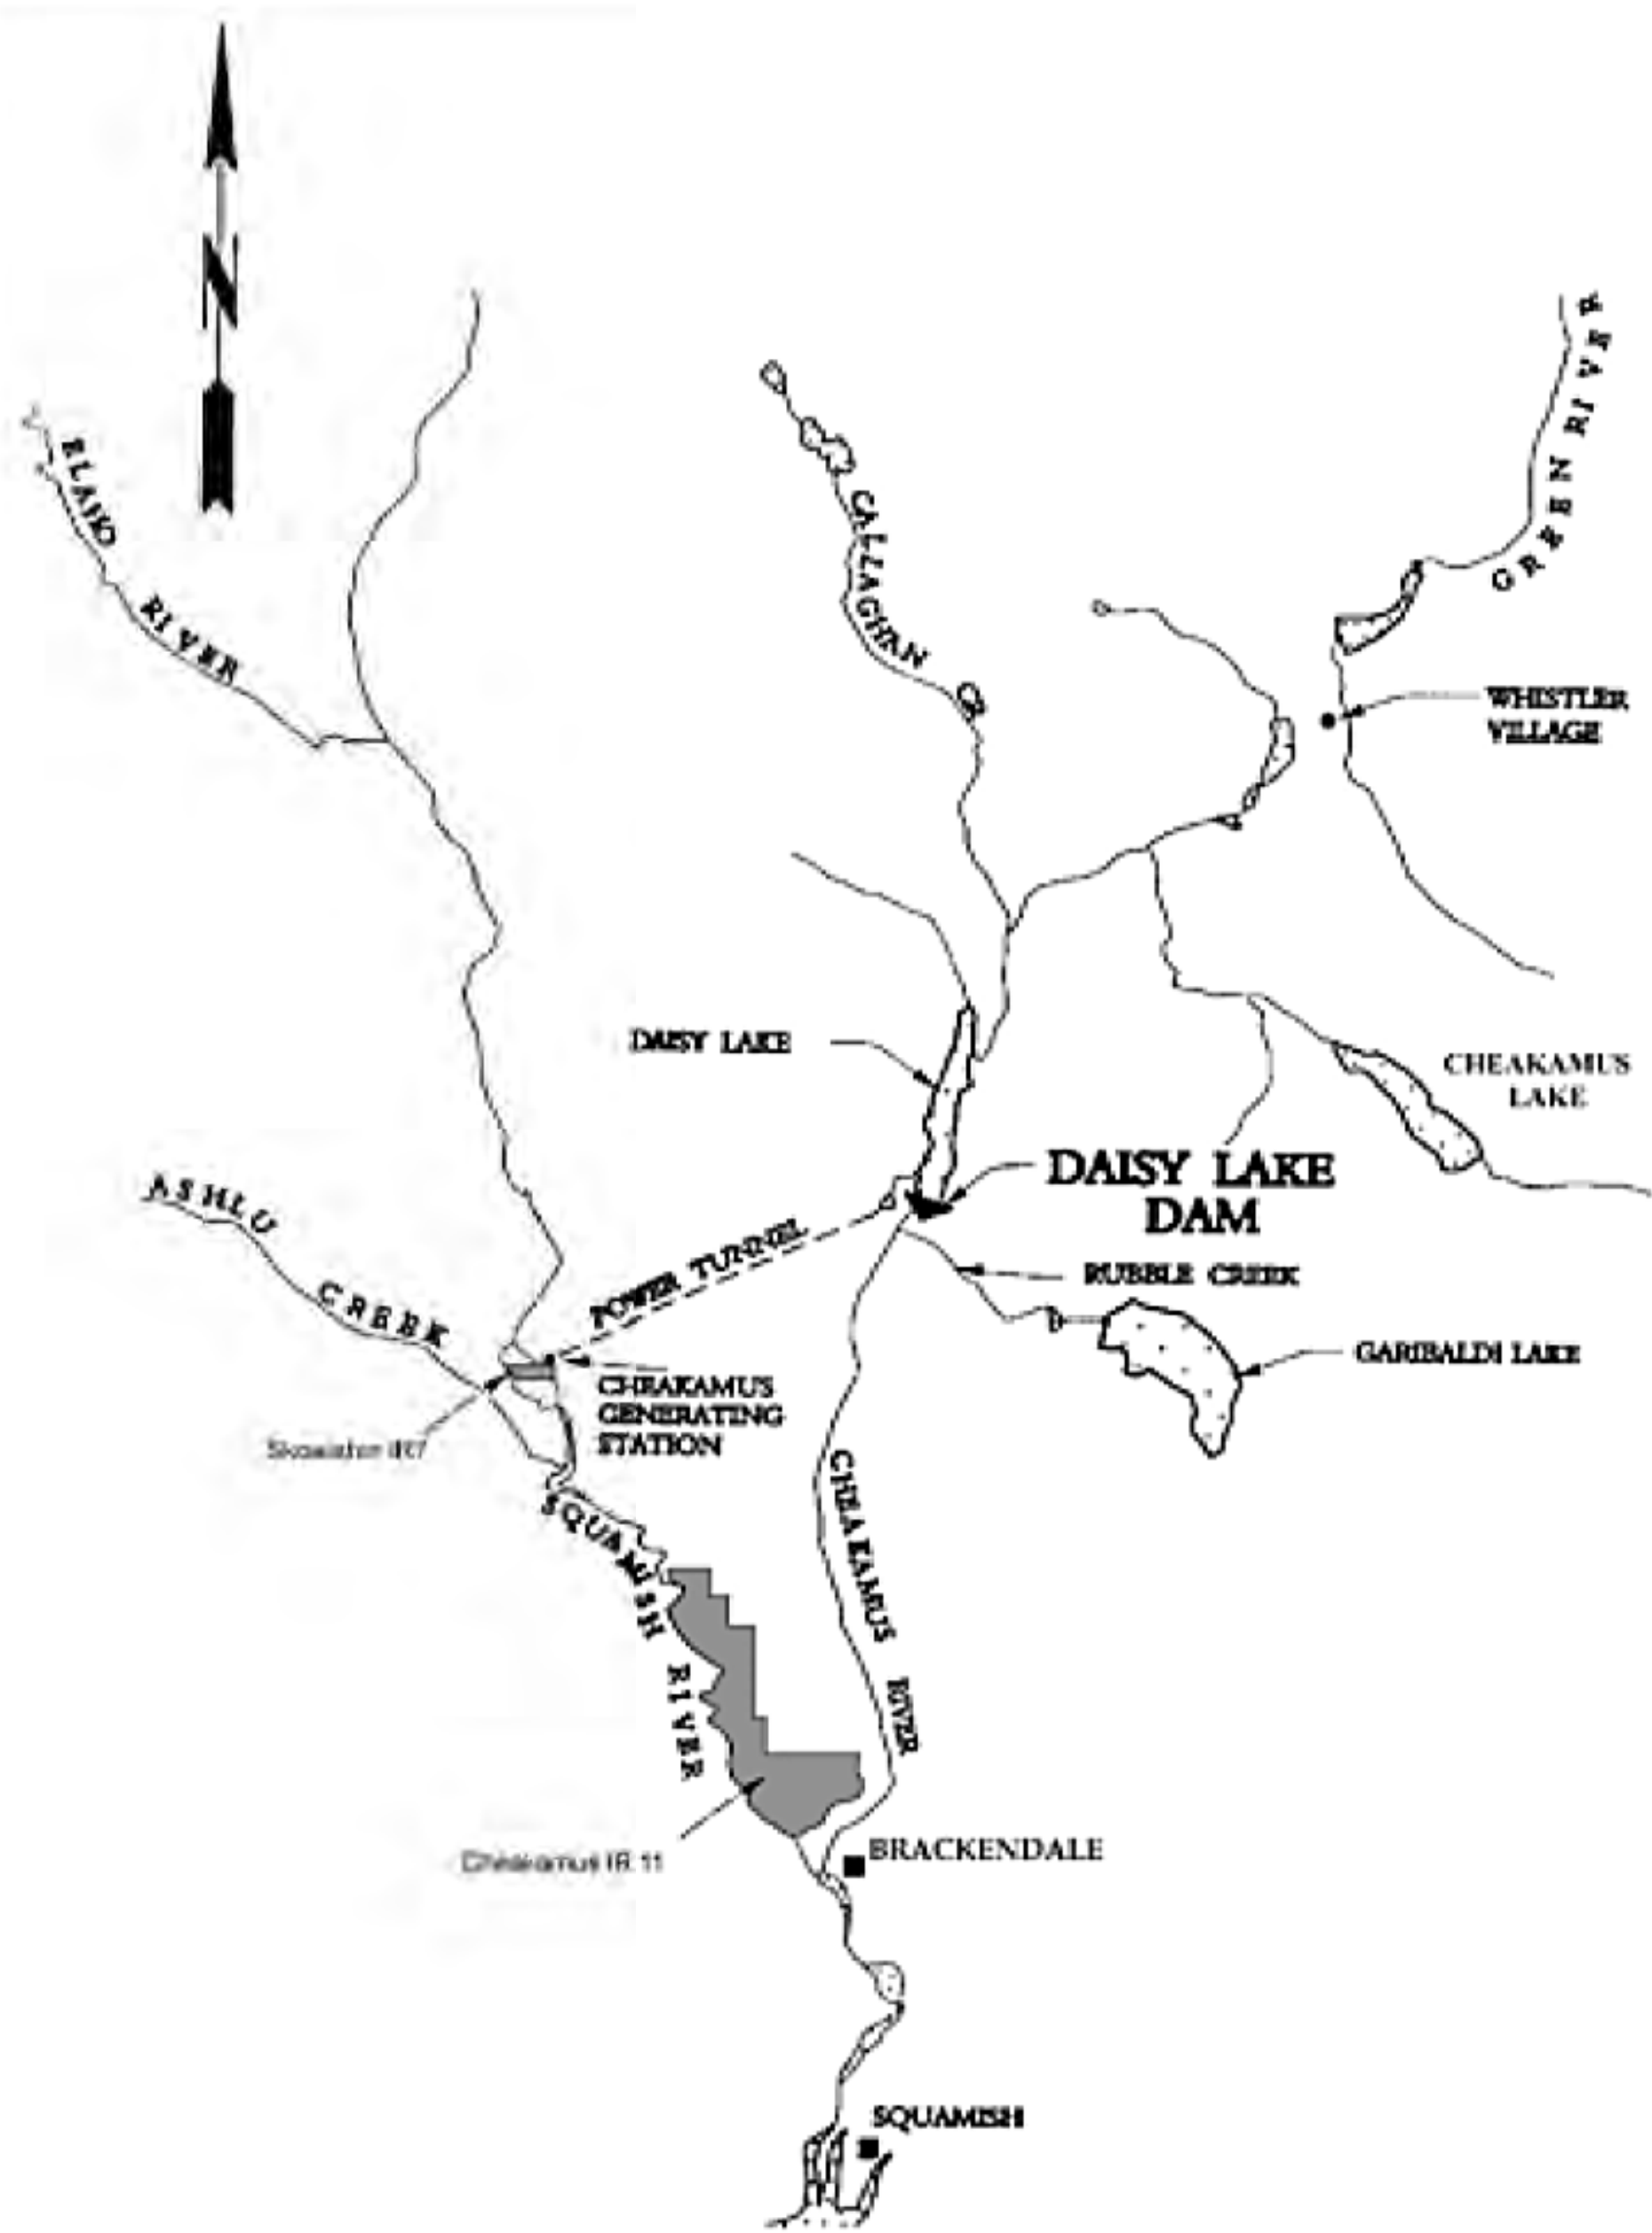 N
ELAHO RIVER
CALLAGHAN CR
GREEN RIVER
WHISTLER
VILLAGE
DAISY LAKE
CHEAKAMUS
LAKE
DAISY LAKE
DAM
ASHLU CREEK
POWER TUNNEL
RUBBLE CREEK
GARIBALDI LAKE
CHEAKAMUS
GENERATING
STATION
SQUAMISH RIVER
CHEAKAMUS RIVER
Cheakamus IR 11
BRACKENDALE
SQUAMISH